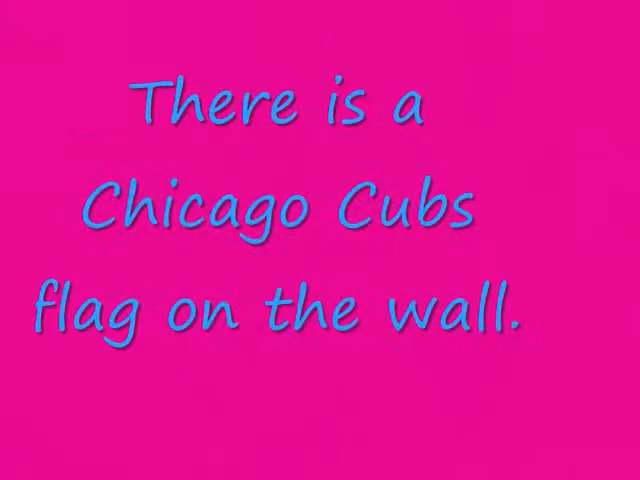 There is a
Chicago Cubs
flag on the wall.